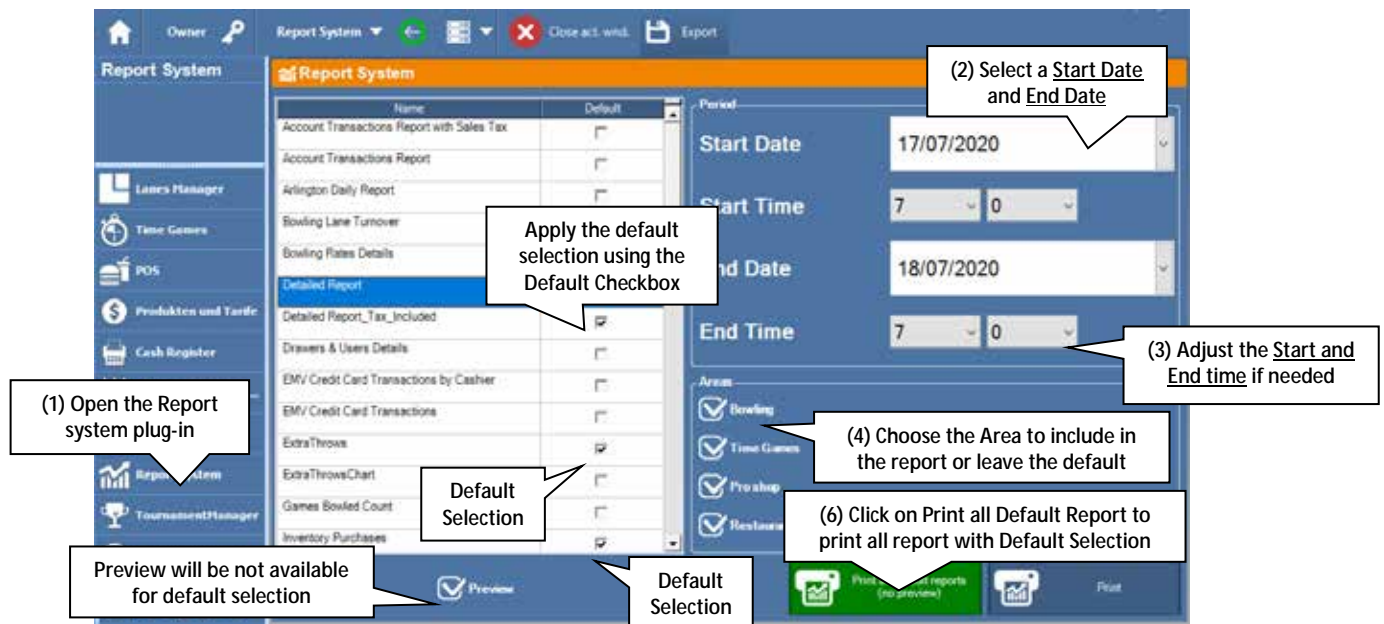 Owner
Report System
Close act. wnd.
Export
Report System
Report System
(2) Select a Start Date
and End Date
Name
Default
Account Transactions Report with Sales Tax
Account Transactions Report
Arlington Daily Report
Bowling Lane Turnover
Bowling Rates Details
Detailed Report
Detailed Report_Tax_Included
Drawers & Users Details
EMV Credit Card Transactions by Cashier
EMV Credit Card Transactions
ExtraThrows
ExtraThrowsChart
Games Bowled Count
Inventory Purchases
Lanes Manager
Time Games
POS
Produkten und Tarife
Cash Register
(1) Open the Report
system plug-in
Report System
TournamentManager
Apply the default
selection using the
Default Checkbox
Period
Start Date
17/07/2020
Start Time
7
0
End Date
18/07/2020
End Time
7
0
(3) Adjust the Start and
End time if needed
Areas
Bowling
Time Games
Pro shop
(4) Choose the Area to include in
the report or leave the default
Default
Selection
(6) Click on Print all Default Report to
print all report with Default Selection
Preview will be not available
for default selection
Preview
Default
Selection
reports
(no preview)
Print